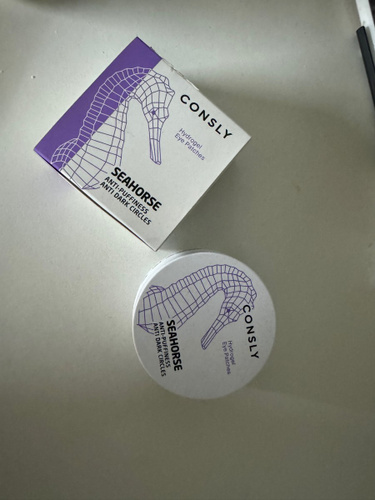 CONSLY
Hydrogel
Eye Patches
SEAHORSE
ANTI-PUFFINESS
ANTI DARK CIRCLES
CONSLY
Hydrogel
Eye Patches
SEAHORSE
ANTI-PUFFINESS
ANTI DARK CIRCLES